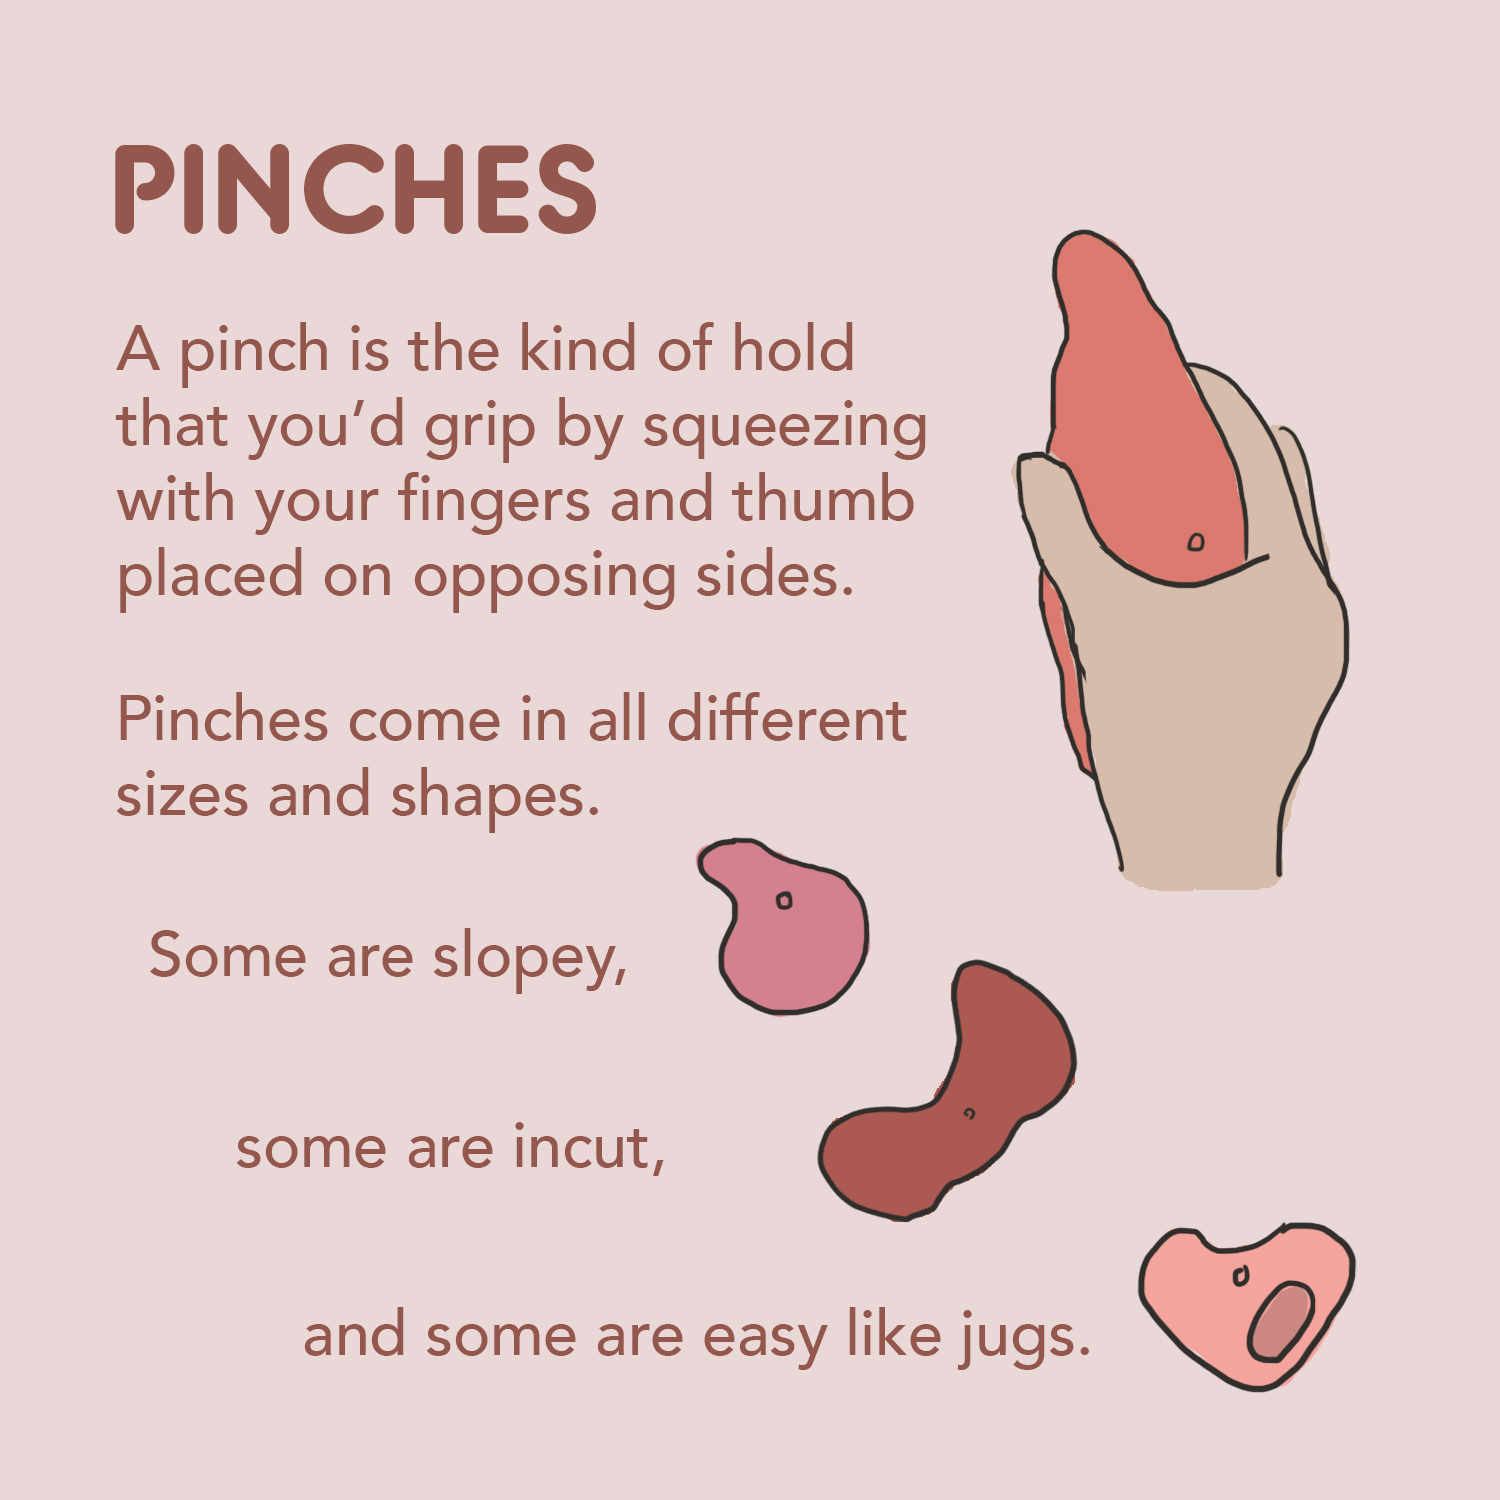 PINCHES
A pinch is the kind of hold
that you’d grip by squeezing
with your fingers and thumb
placed on opposing sides.
Pinches come in all different
sizes and shapes.
Some are slopey,
some are incut,
and some are easy like jugs.